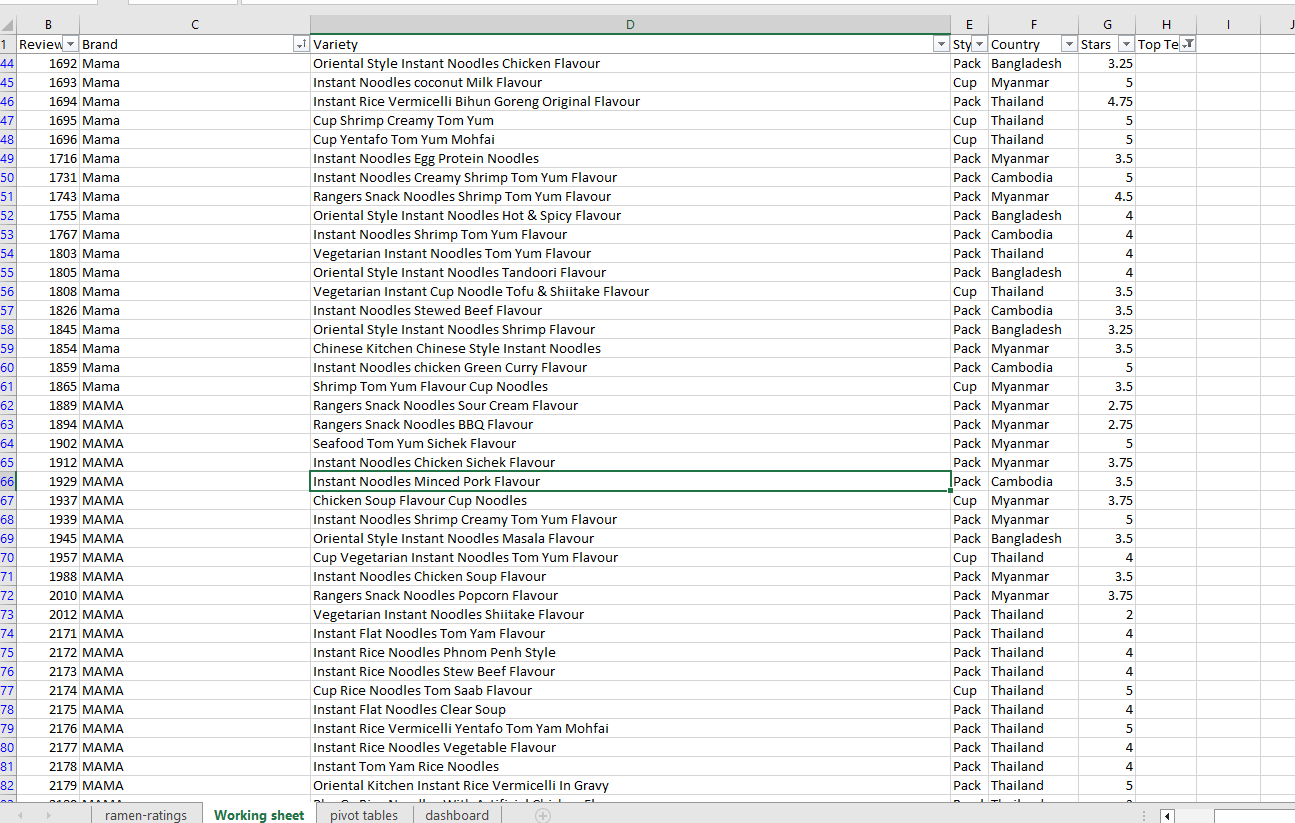 B C D E F G H I J
1 Review Brand Variety Sty Country Stars Top Te
44 1692 Mama Oriental Style Instant Noodles Chicken Flavour Pack Bangladesh 3.25
45 1693 Mama Instant Noodles coconut Milk Flavour Cup Myanmar 5
46 1694 Mama Instant Rice Vermicelli Bihun Goreng Original Flavour Pack Thailand 4.75
47 1695 Mama Cup Shrimp Creamy Tom Yum Cup Thailand 5
48 1696 Mama Cup Yentafo Tom Yum Mohfai Cup Thailand 5
49 1716 Mama Instant Noodles Egg Protein Noodles Pack Myanmar 3.5
50 1731 Mama Instant Noodles Creamy Shrimp Tom Yum Flavour Pack Cambodia 5
51 1743 Mama Rangers Snack Noodles Shrimp Tom Yum Flavour Pack Myanmar 4.5
52 1755 Mama Oriental Style Instant Noodles Hot & Spicy Flavour Pack Bangladesh 4
53 1767 Mama Instant Noodles Shrimp Tom Yum Flavour Pack Cambodia 4
54 1803 Mama Vegetarian Instant Noodles Tom Yum Flavour Pack Thailand 4
55 1805 Mama Oriental Style Instant Noodles Tandoori Flavour Pack Bangladesh 4
56 1808 Mama Vegetarian Instant Cup Noodle Tofu & Shiitake Flavour Cup Thailand 3.5
57 1826 Mama Instant Noodles Stewed Beef Flavour Pack Cambodia 3.5
58 1845 Mama Oriental Style Instant Noodles Shrimp Flavour Pack Bangladesh 3.25
59 1854 Mama Chinese Kitchen Chinese Style Instant Noodles Pack Myanmar 3.5
60 1859 Mama Instant Noodles chicken Green Curry Flavour Pack Cambodia 5
61 1865 Mama Shrimp Tom Yum Flavour Cup Noodles Cup Myanmar 3.5
62 1889 MAMA Rangers Snack Noodles Sour Cream Flavour Pack Myanmar 2.75
63 1894 MAMA Rangers Snack Noodles BBQ Flavour Pack Myanmar 2.75
64 1902 MAMA Seafood Tom Yum Sichek Flavour Pack Myanmar 5
65 1912 MAMA Instant Noodles Chicken Sichek Flavour Pack Myanmar 3.75
66 1929 MAMA Instant Noodles Minced Pork Flavour Pack Cambodia 3.5
67 1937 MAMA Chicken Soup Flavour Cup Noodles Cup Myanmar 3.75
68 1939 MAMA Instant Noodles Shrimp Creamy Tom Yum Flavour Pack Myanmar 5
69 1945 MAMA Oriental Style Instant Noodles Masala Flavour Pack Bangladesh 3.5
70 1957 MAMA Cup Vegetarian Instant Noodles Tom Yum Flavour Cup Thailand 4
71 1988 MAMA Instant Noodles Chicken Soup Flavour Pack Myanmar 3.5
72 2010 MAMA Rangers Snack Noodles Popcorn Flavour Pack Myanmar 3.75
73 2012 MAMA Vegetarian Instant Noodles Shiitake Flavour Pack Thailand 2
74 2171 MAMA Instant Flat Noodles Tom Yam Flavour Pack Thailand 4
75 2172 MAMA Instant Rice Noodles Phnom Penh Style Pack Thailand 4
76 2173 MAMA Instant Rice Noodles Stew Beef Flavour Pack Thailand 4
77 2174 MAMA Cup Rice Noodles Tom Saab Flavour Cup Thailand 5
78 2175 MAMA Instant Flat Noodles Clear Soup Pack Thailand 4
79 2176 MAMA Instant Rice Vermicelli Yentafo Tom Yam Mohfai Pack Thailand 5
80 2177 MAMA Instant Rice Noodles Vegetable Flavour Pack Thailand 4
81 2178 MAMA Instant Tom Yam Rice Noodles Pack Thailand 4
82 2179 MAMA Oriental Kitchen Instant Rice Vermicelli In Gravy Pack Thailand 5
ramen-ratings Working sheet pivot tables dashboard